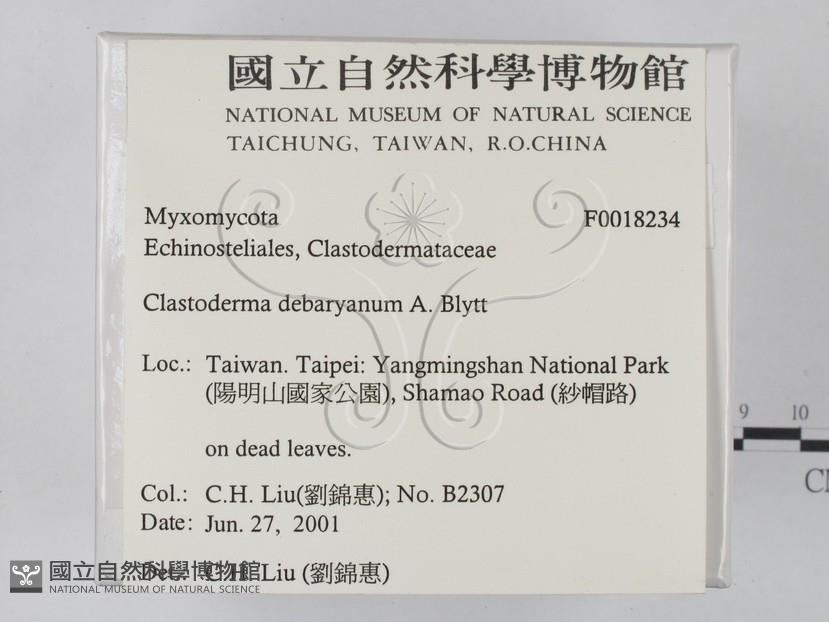 國立自然科學博物館
NATIONAL MUSEUM OF NATURAL SCIENCE
TAICHUNG, TAIWAN, R.O.CHINA
Myxomycota F0018234
Echinosteliales, Clastodermataceae
Clastoderma debaryanum A. Blytt
Loc.: Taiwan. Taipei: Yangmingshan National Park
(陽明山國家公園), Shamao Road (紗帽路)
on dead leaves.
Col.: C.H. Liu(劉錦惠); No. B2307
Date: Jun. 27, 2001
C.H. Liu (劉錦惠)
9 10
國立自然科學博物館
NATIONAL MUSEUM OF NATURAL SCIENCE